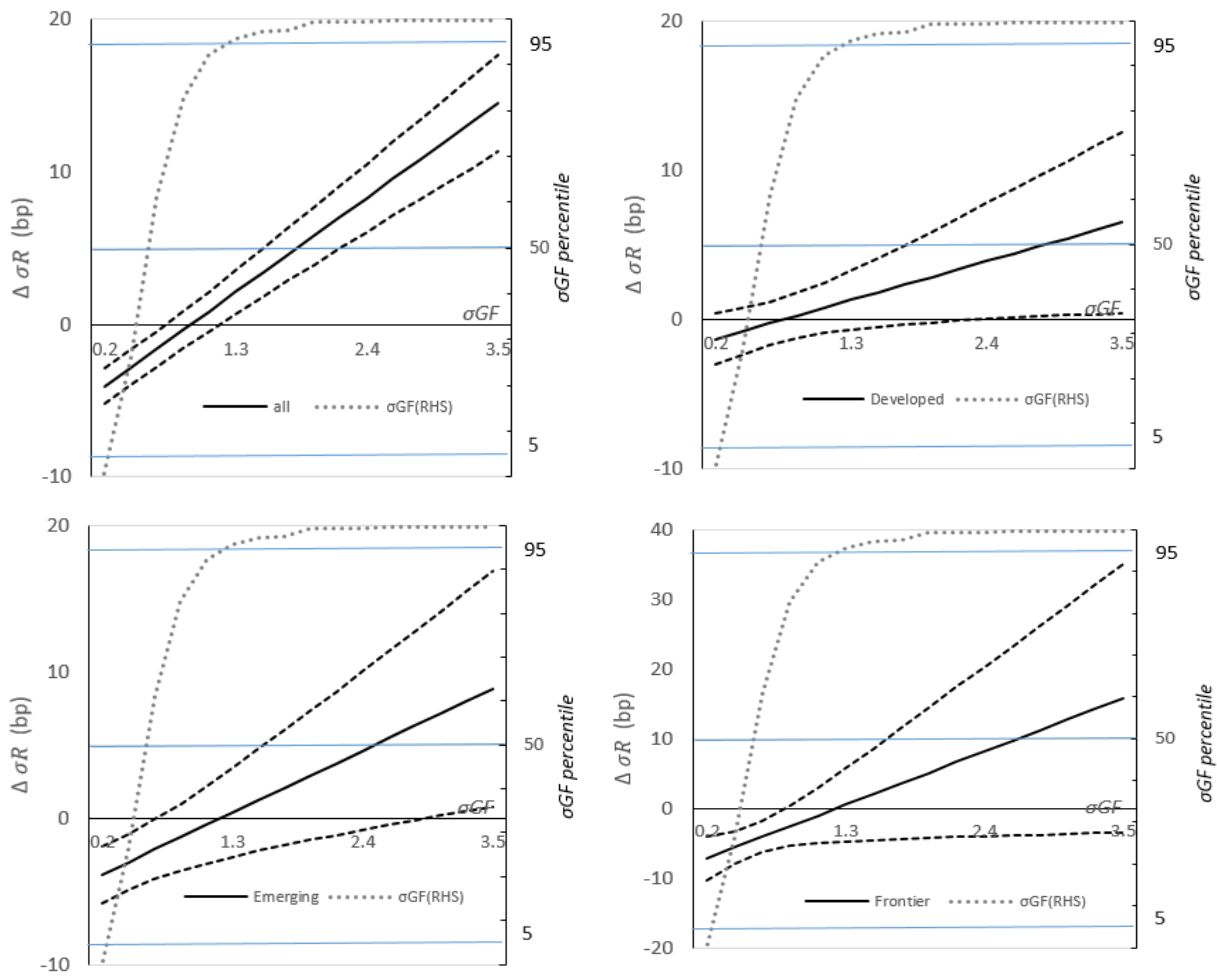 20
95
10
Δ σR (bp)
σGF percentile
50
σGF
0
0.2
1.3
2.4
3.5
all
σGF(RHS)
5
-10
20
95
10
Δ σR (bp)
σGF percentile
50
σGF
0
0.2
1.3
2.4
3.5
Developed
σGF(RHS)
5
-10
20
95
10
Δ σR (bp)
σGF percentile
50
σGF
0
0.2
1.3
2.4
3.5
Emerging
σGF(RHS)
5
-10
40
95
30
20
Δ σR (bp)
σGF percentile
10
50
σGF
0
0.2
1.3
2.4
3.5
-10
Frontier
σGF(RHS)
5
-20